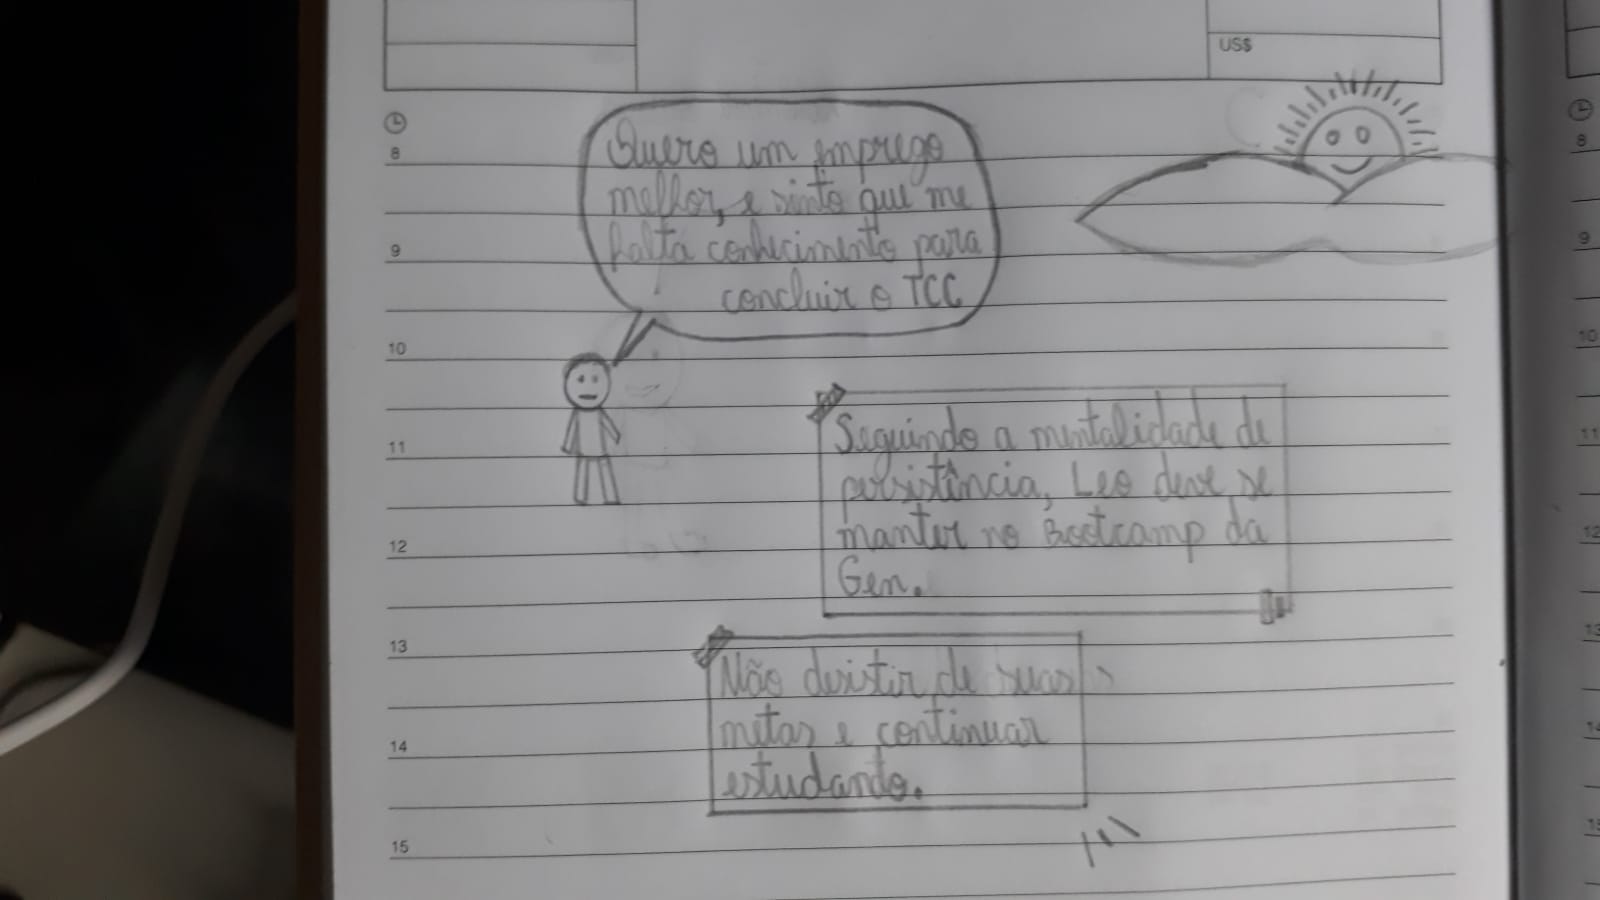 US$
Quero um emprego
melhor, e sinto que me
falta conhecimento para
concluir o TCC
Seguindo a mentalidade de
persistência, Leo deve se
manter no Bootcamp da
Gen.
Não desistir de suas
metas e continuar
estudando.
8
9
10
11
12
13
14
15
8
9
10
11
12
13
14